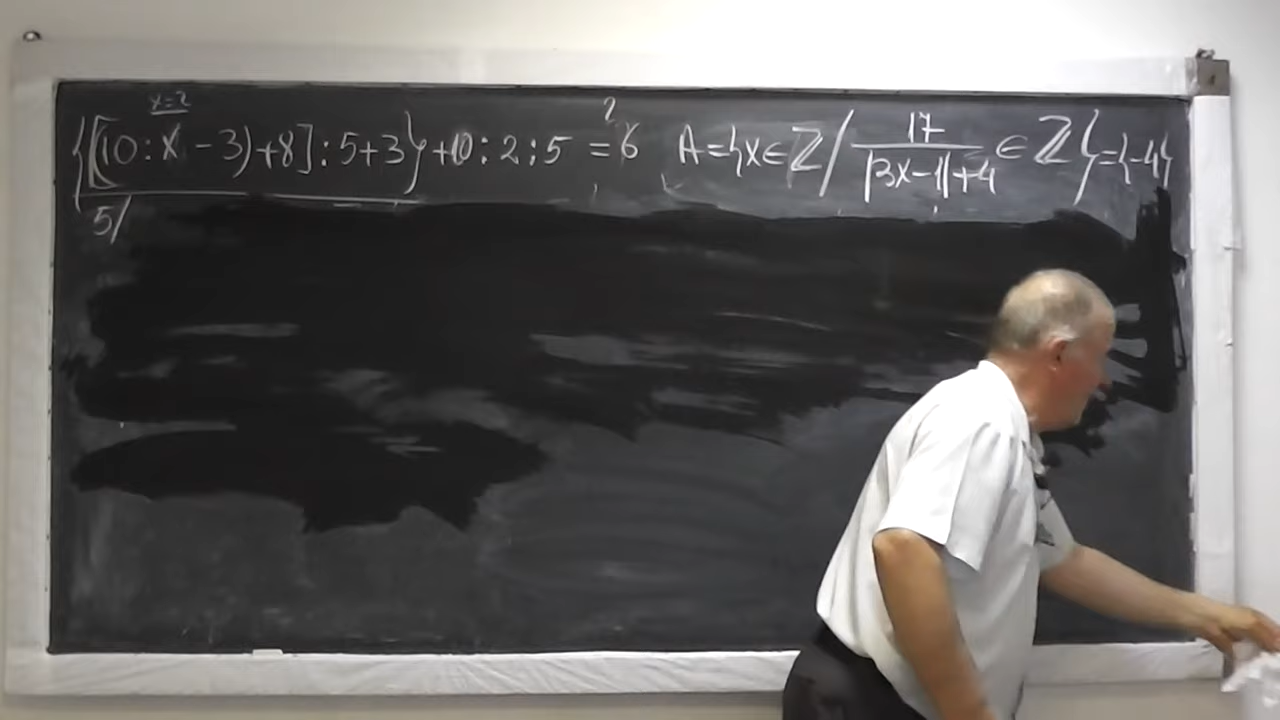 x=2
{[(10:x-3)+8]:5+3}+10:2:5 ?= 6 A={x∈ℤ/ 17/(|3x-1|+4) ∈ℤ}={-4}
5/